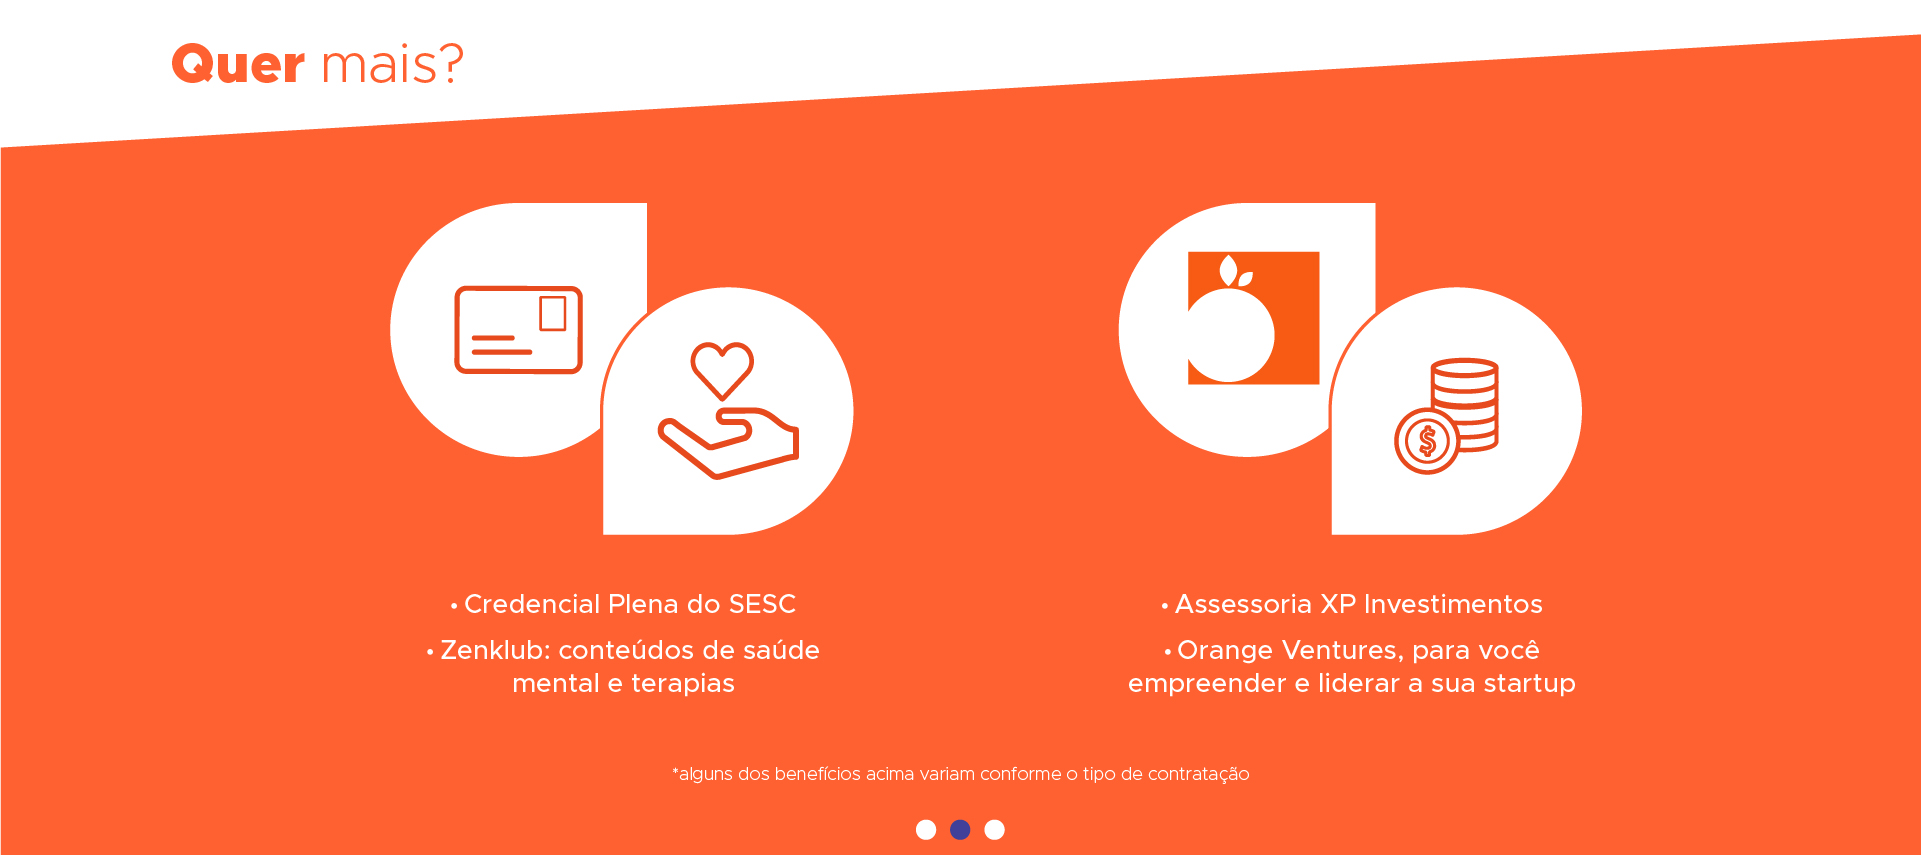 Quer mais?
• Credencial Plena do SESC
• Zenklub: conteúdos de saúde
mental e terapias
• Assessoria XP Investimentos
• Orange Ventures, para você
empreender e liderar a sua startup
$
*alguns dos benefícios acima variam conforme o tipo de contratação